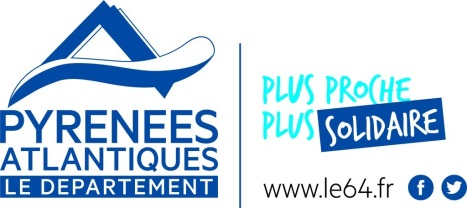 PYRENEES
ATLANTIQUES
LE DEPARTEMENT
PLUS PROCHE
PLUS SOLIDAIRE
www.le64.fr